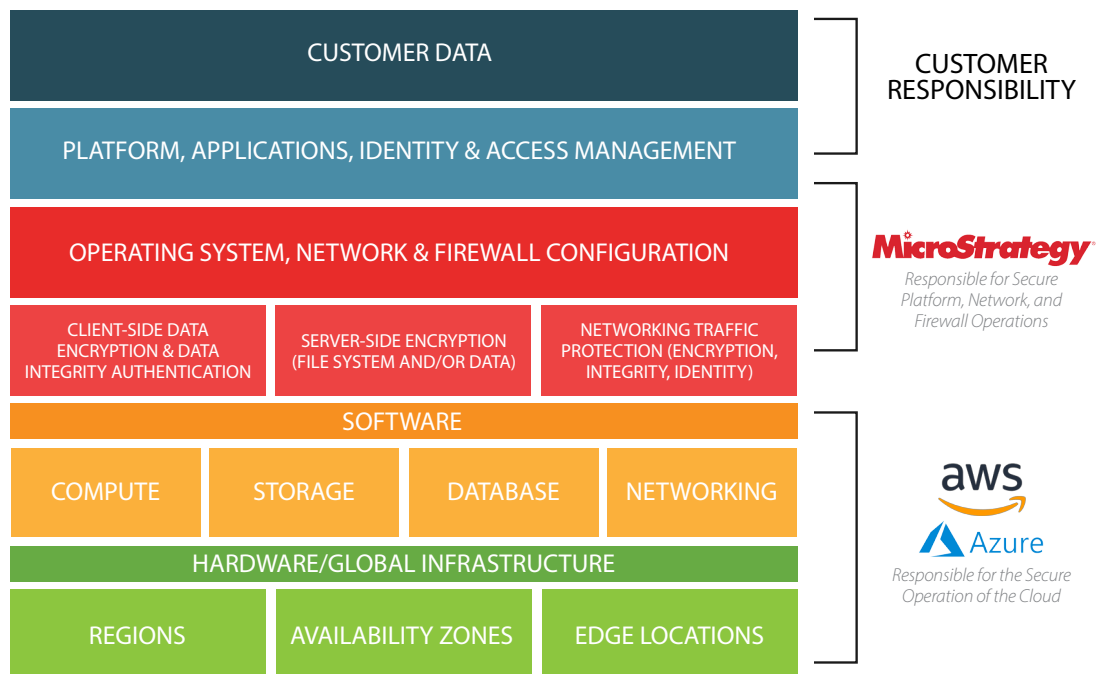 CUSTOMER DATA
CUSTOMER
RESPONSIBILITY
PLATFORM, APPLICATIONS, IDENTITY & ACCESS MANAGEMENT
OPERATING SYSTEM, NETWORK & FIREWALL CONFIGURATION
MicroStrategy®
Responsible for Secure
Platform, Network, and
Firewall Operations
CLIENT-SIDE DATA
ENCRYPTION & DATA
INTEGRITY AUTHENTICATION
SERVER-SIDE ENCRYPTION
(FILE SYSTEM AND/OR DATA)
NETWORKING TRAFFIC
PROTECTION (ENCRYPTION,
INTEGRITY, IDENTITY)
SOFTWARE
COMPUTE
STORAGE
DATABASE
NETWORKING
aws
Azure
Responsible for the Secure
Operation of the Cloud
HARDWARE/GLOBAL INFRASTRUCTURE
REGIONS
AVAILABILITY ZONES
EDGE LOCATIONS